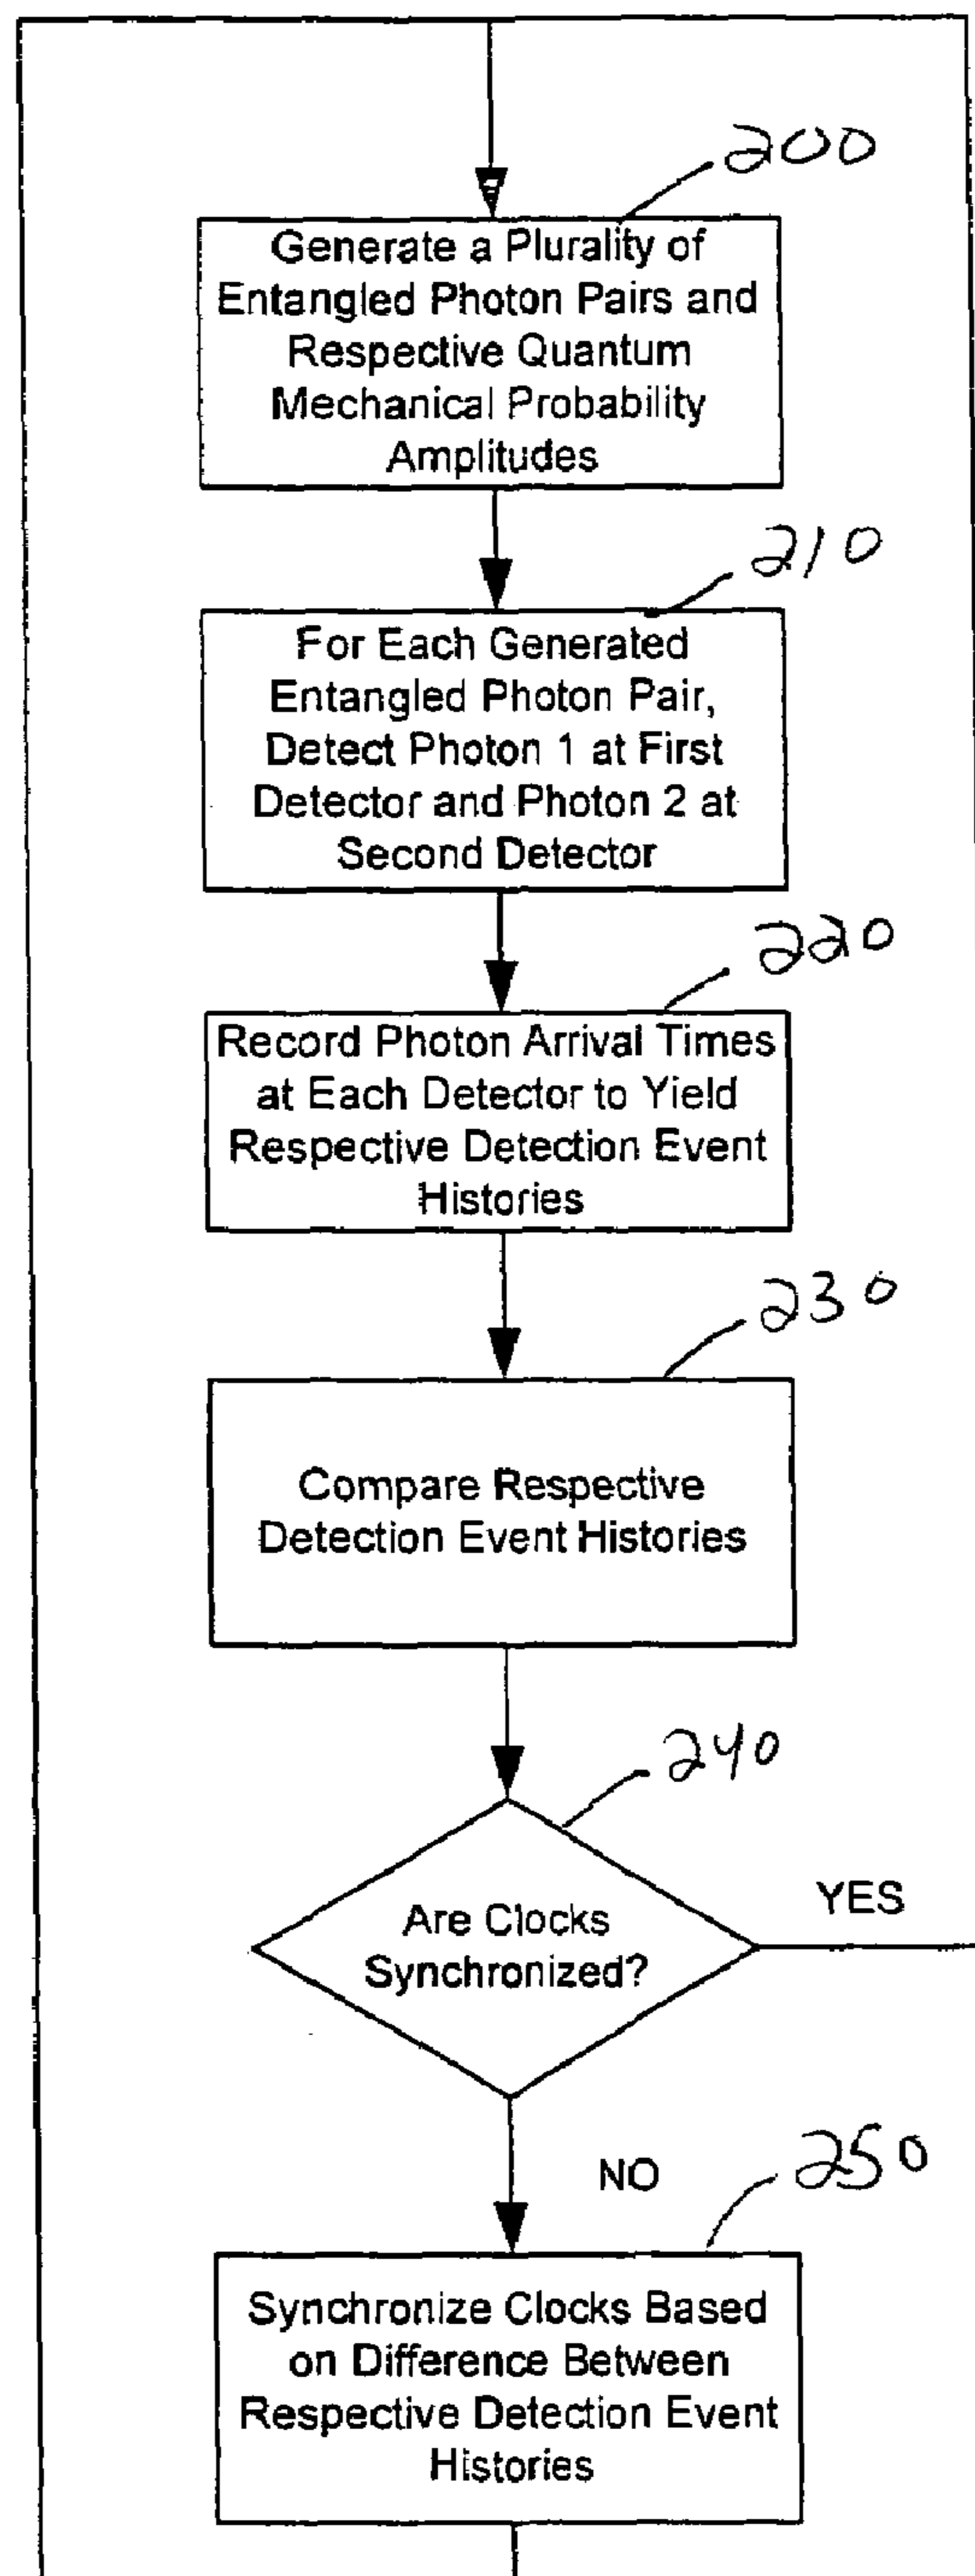 200
Generate a Plurality of
Entangled Photon Pairs and
Respective Quantum
Mechanical Probability
Amplitudes
210
For Each Generated
Entangled Photon Pair,
Detect Photon 1 at First
Detector and Photon 2 at
Second Detector
220
Record Photon Arrival Times
at Each Detector to Yield
Respective Detection Event
Histories
230
Compare Respective
Detection Event Histories
240
Are Clocks
Synchronized?
YES
NO
250
Synchronize Clocks Based
on Difference Between
Respective Detection Event
Histories